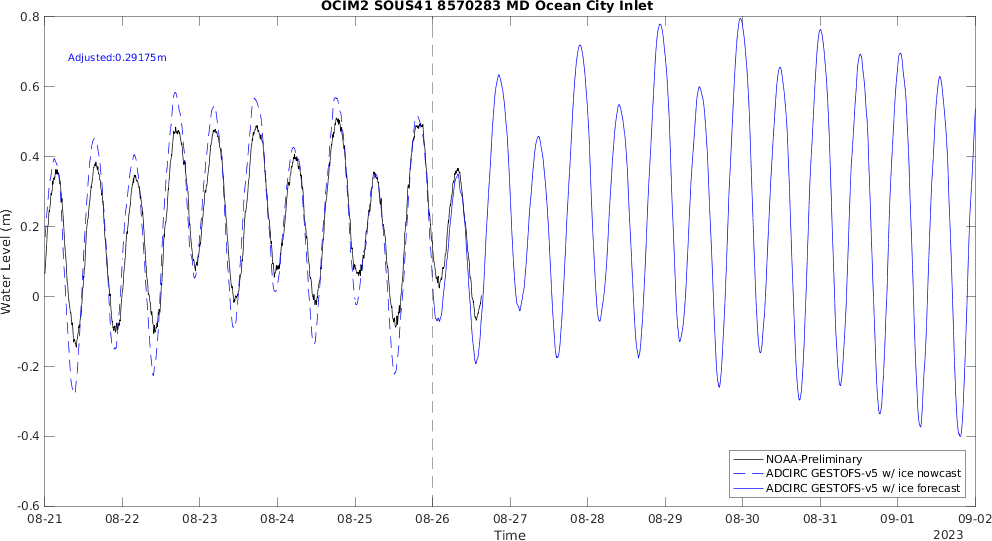 OCIM2 SOUS41 8570283 MD Ocean City Inlet
0.8
Adjusted:0.29175m
0.6
0.4
0.2
0
-0.2
-0.4
-0.6
Water Level (m)
NOAA-Preliminary
ADCIRC GESTOFS-v5 w/ ice nowcast
ADCIRC GESTOFS-v5 w/ ice forecast
08-21 08-22 08-23 08-24 08-25 08-26 08-27 08-28 08-29 08-30 08-31 09-01 09-02
Time
2023